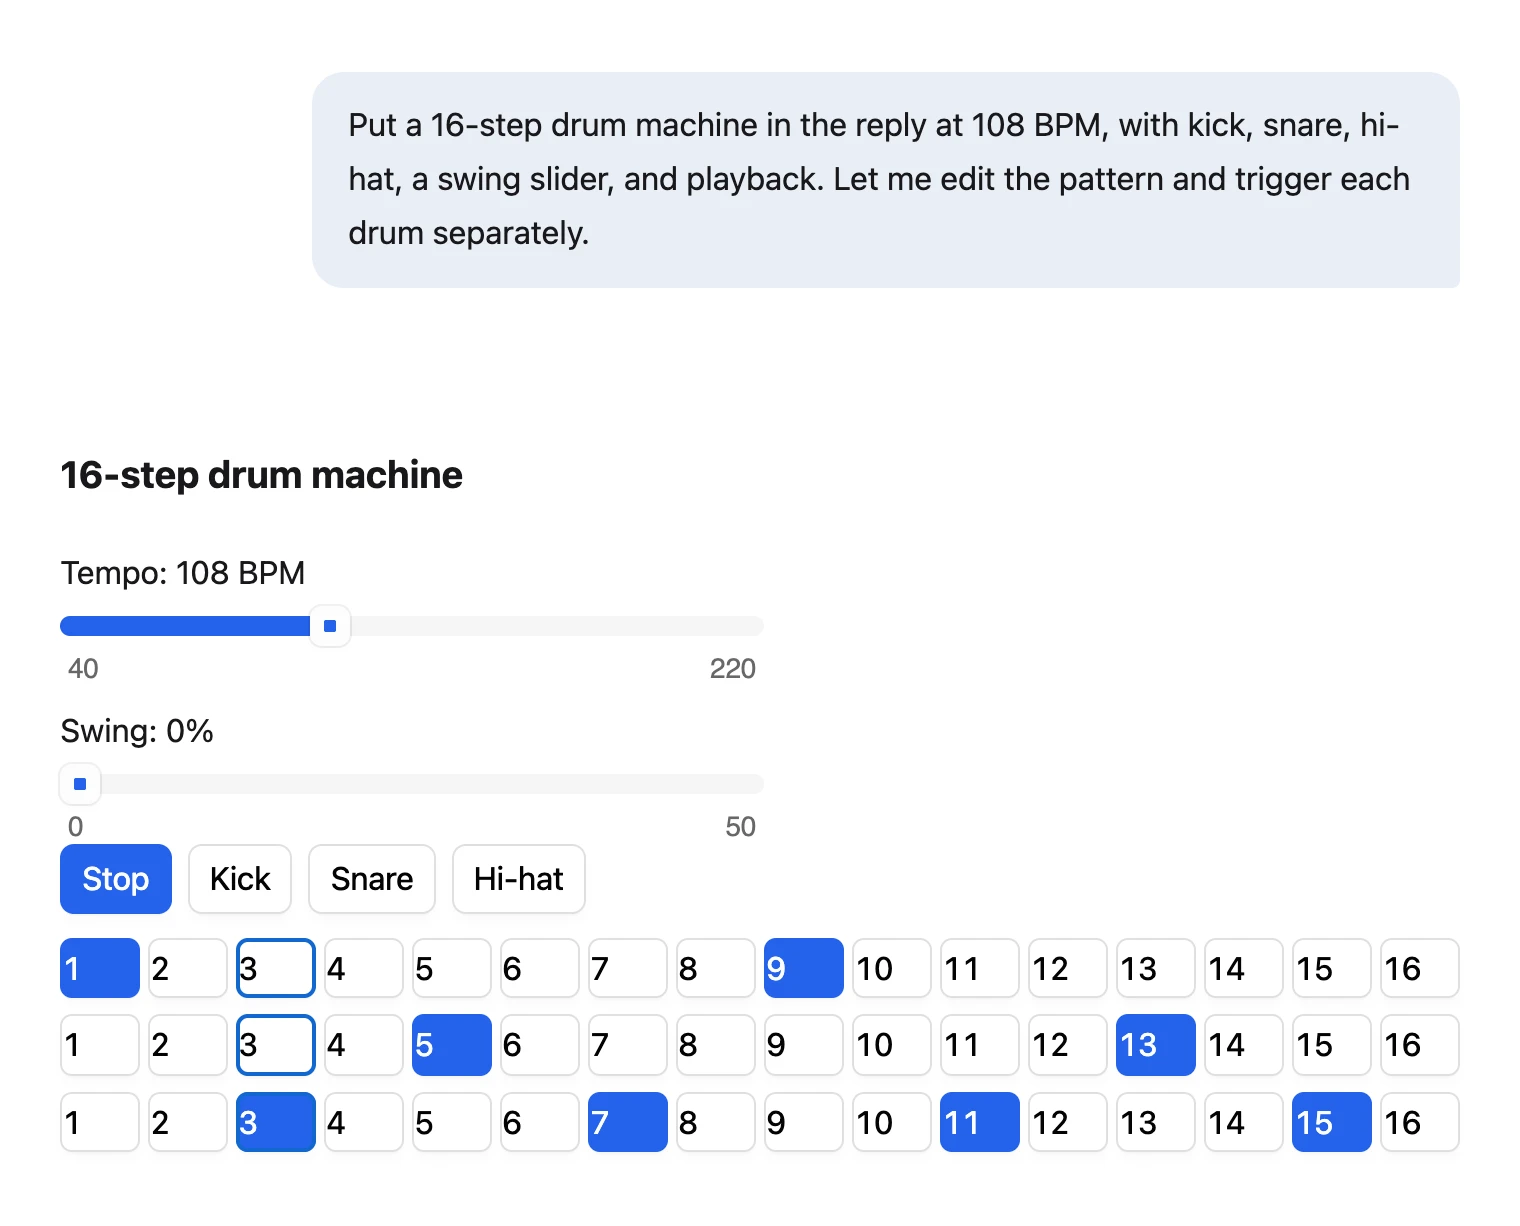 Put a 16-step drum machine in the reply at 108 BPM, with kick, snare, hi-
hat, a swing slider, and playback. Let me edit the pattern and trigger each
drum separately.
16-step drum machine
Tempo: 108 BPM
40 220
Swing: 0%
0 50
Stop Kick Snare Hi-hat
1 2 3 4 5 6 7 8 9 10 11 12 13 14 15 16
1 2 3 4 5 6 7 8 9 10 11 12 13 14 15 16
1 2 3 4 5 6 7 8 9 10 11 12 13 14 15 16